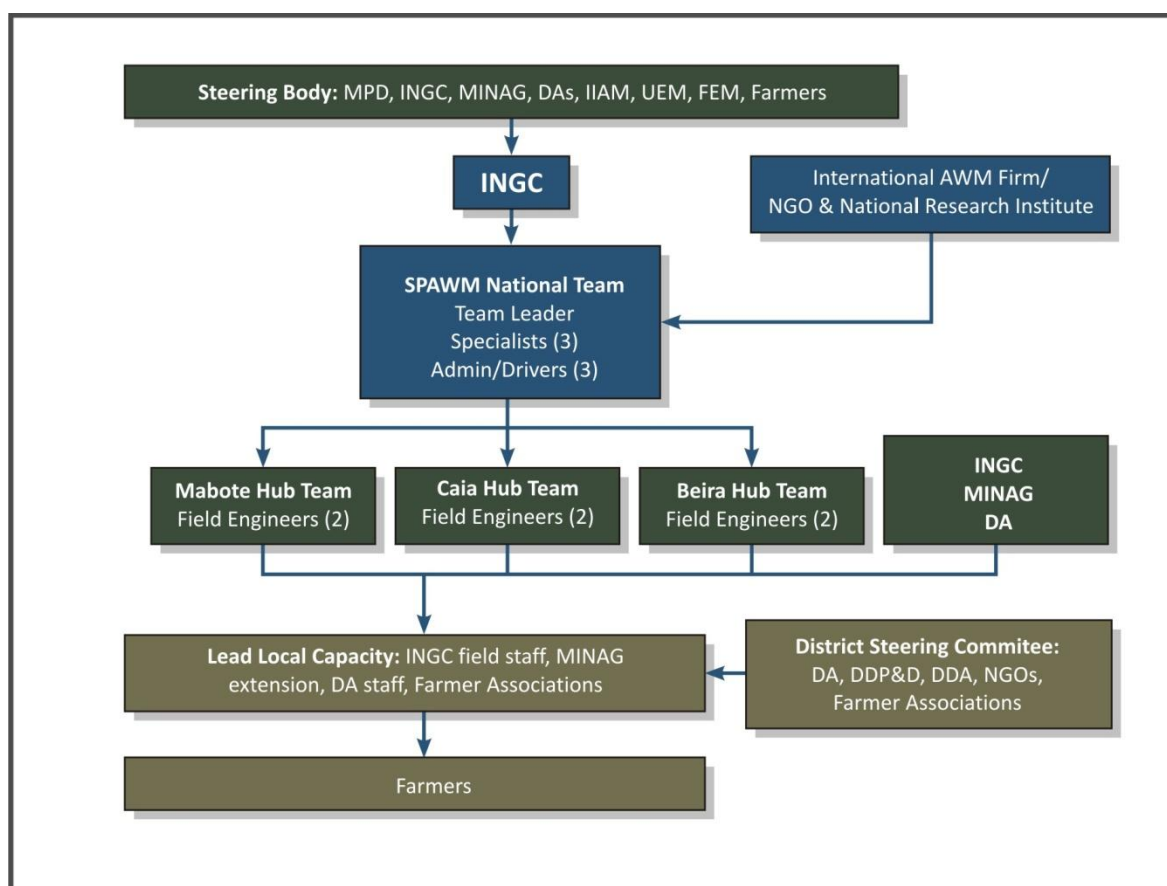 Steering Body: MPD, INGC, MINAG, DAs, IIAM, UEM, FEM, Farmers
INGC
International AWM Firm/
NGO & National Research Institute
SPAWM National Team
Team Leader
Specialists (3)
Admin/Drivers (3)
Mabote Hub Team
Field Engineers (2)
Caia Hub Team
Field Engineers (2)
Beira Hub Team
Field Engineers (2)
INGC
MINAG
DA
Lead Local Capacity: INGC field staff, MINAG
extension, DA staff, Farmer Associations
District Steering Commitee:
DA, DDP&D, DDA, NGOs,
Farmer Associations
Farmers